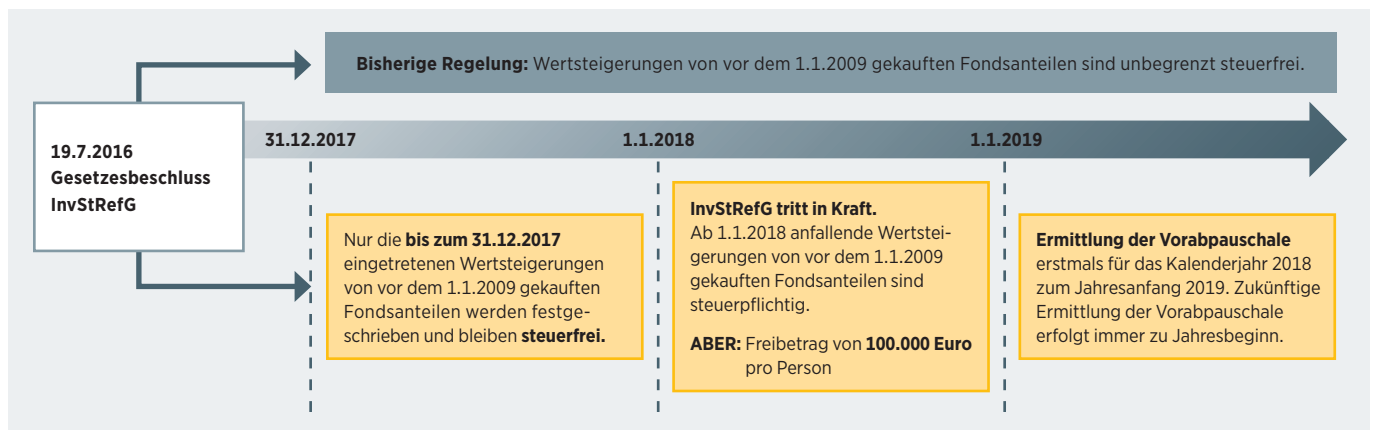 Bisherige Regelung: Wertsteigerungen von vor dem 1.1.2009 gekauften Fondsanteilen sind unbegrenzt steuerfrei.
19.7.2016
Gesetzesbeschluss
InvStRefG
31.12.2017
1.1.2018
1.1.2019
Nur die bis zum 31.12.2017
eingetretenen Wertsteigerungen
von vor dem 1.1.2009 gekauften
Fondsanteilen werden festge-
schrieben und bleiben steuerfrei.
InvStRefG tritt in Kraft.
Ab 1.1.2018 anfallende Wertstei-
gerungen von vor dem 1.1.2009
gekauften Fondsanteilen sind
steuerpflichtig.
ABER: Freibetrag von 100.000 Euro
pro Person
Ermittlung der Vorabpauschale
erstmals für das Kalenderjahr 2018
zum Jahresanfang 2019. Zukünftige
Ermittlung der Vorabpauschale
erfolgt immer zu Jahresbeginn.